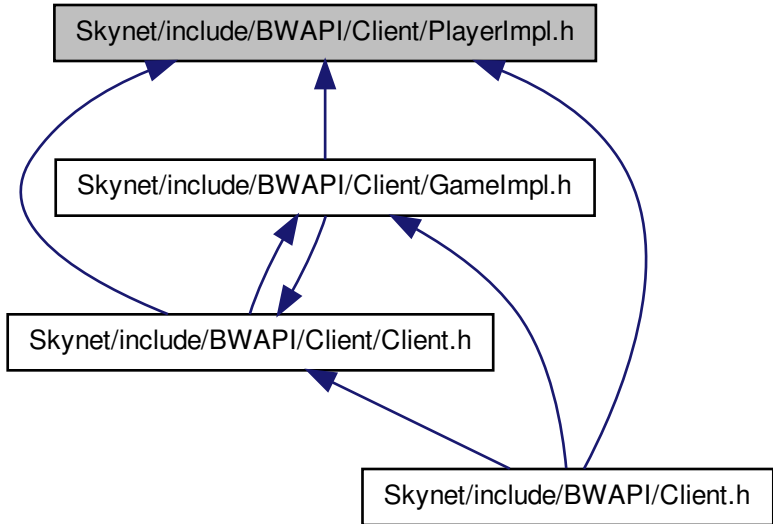 Skynet/include/BWAPI/Client/PlayerImpl.h
Skynet/include/BWAPI/Client/GameImpl.h
Skynet/include/BWAPI/Client/Client.h
Skynet/include/BWAPI/Client.h